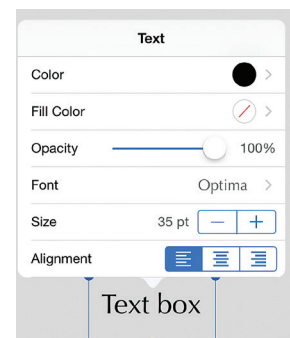 Text
Color
Fill Color
Opacity 100%
Font Optima
Size 35 pt
Alignment
Text box